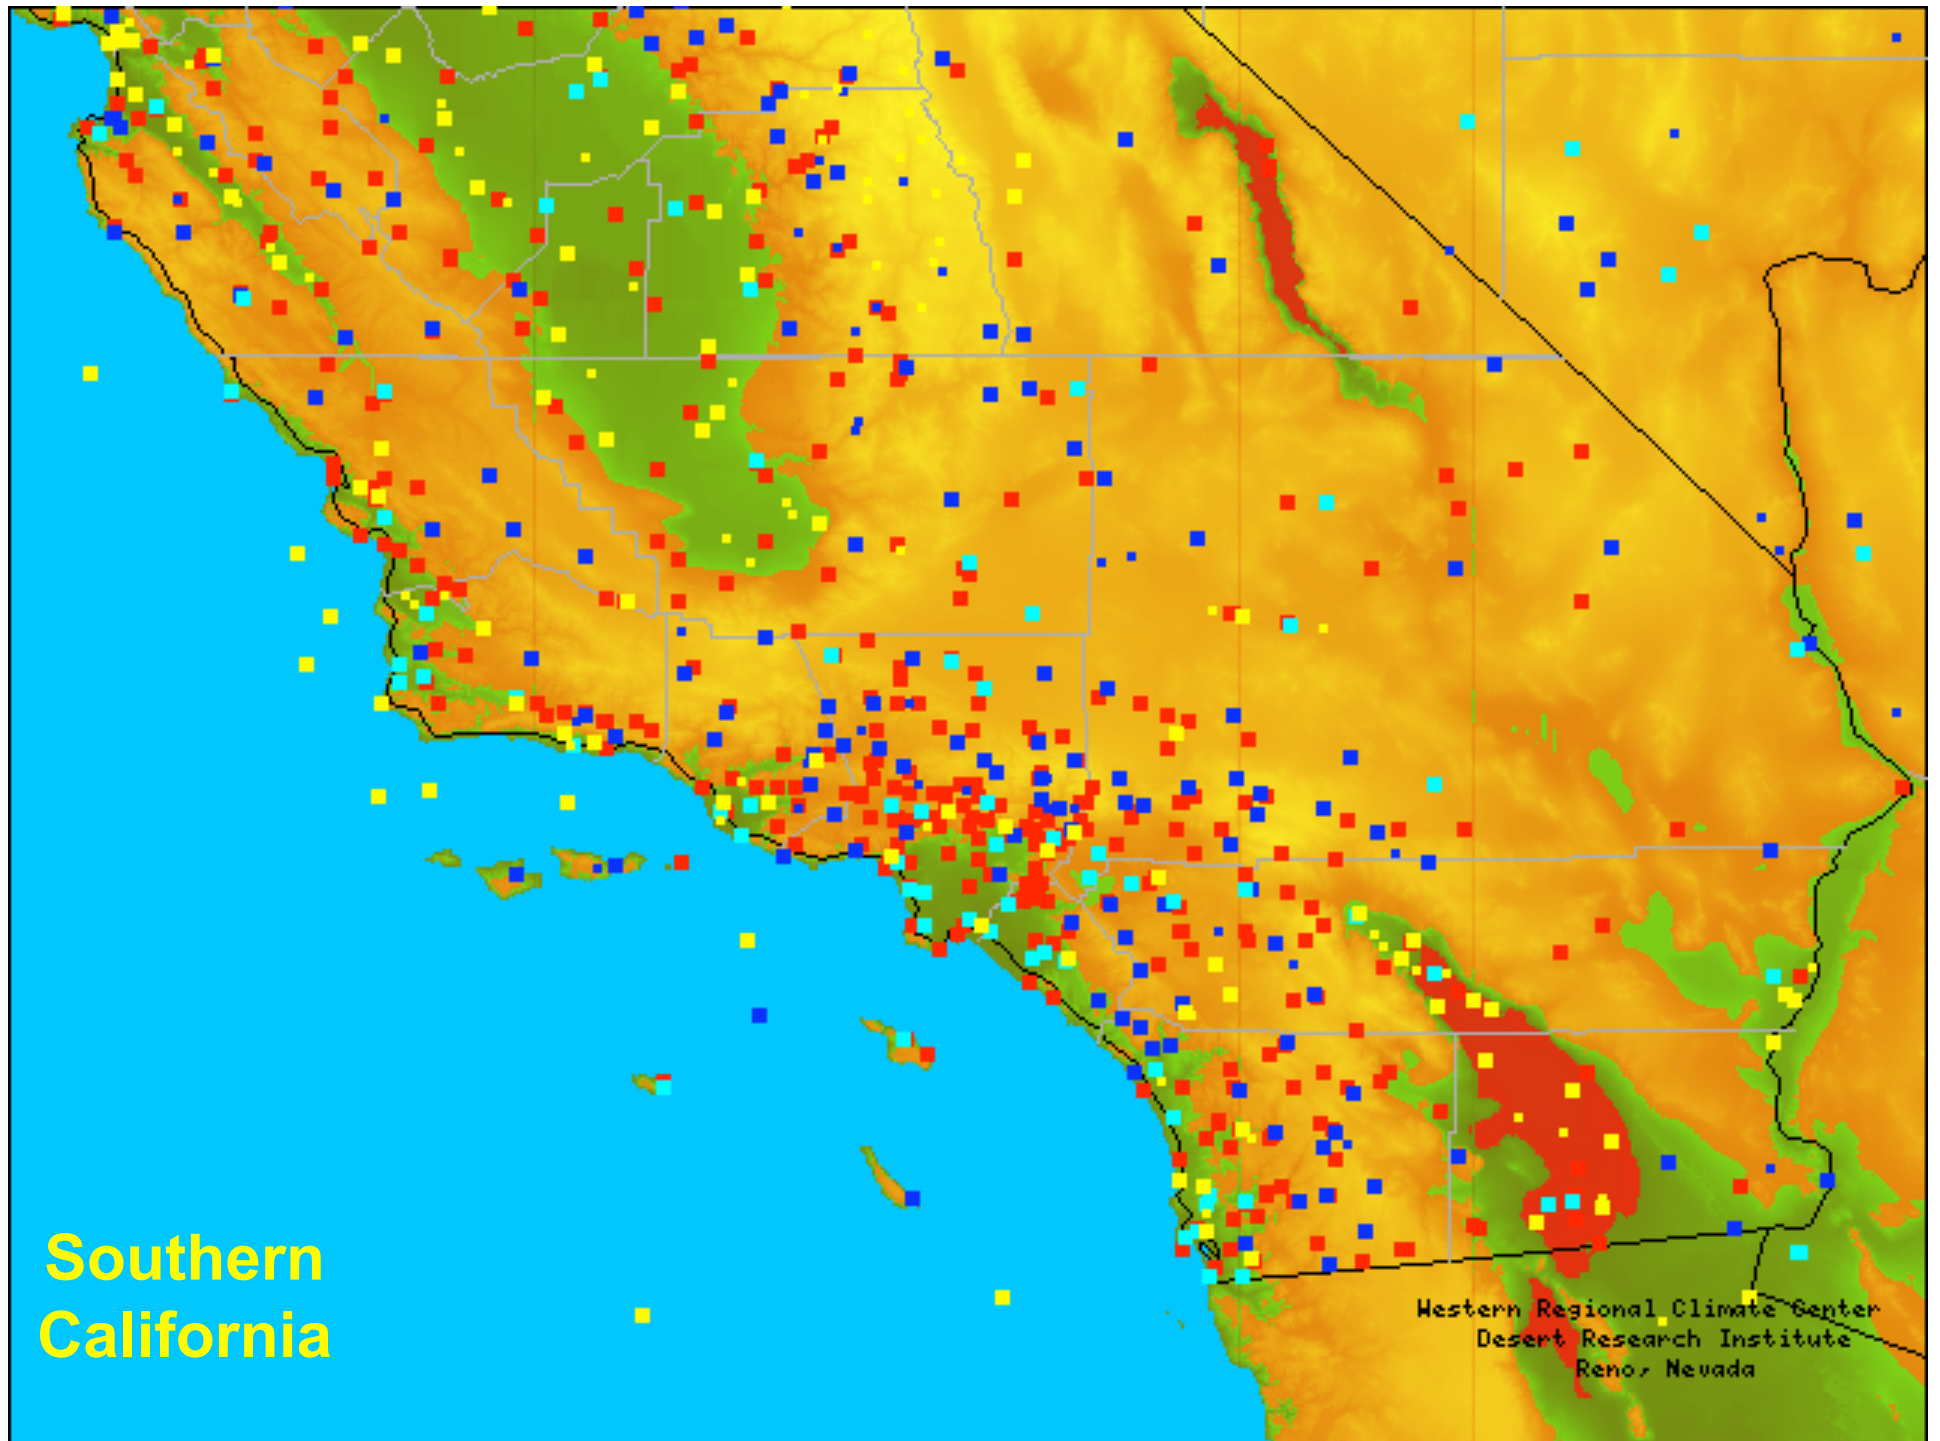 Southern
California
Western Regional Climate Center
Desert Research Institute
Reno, Nevada